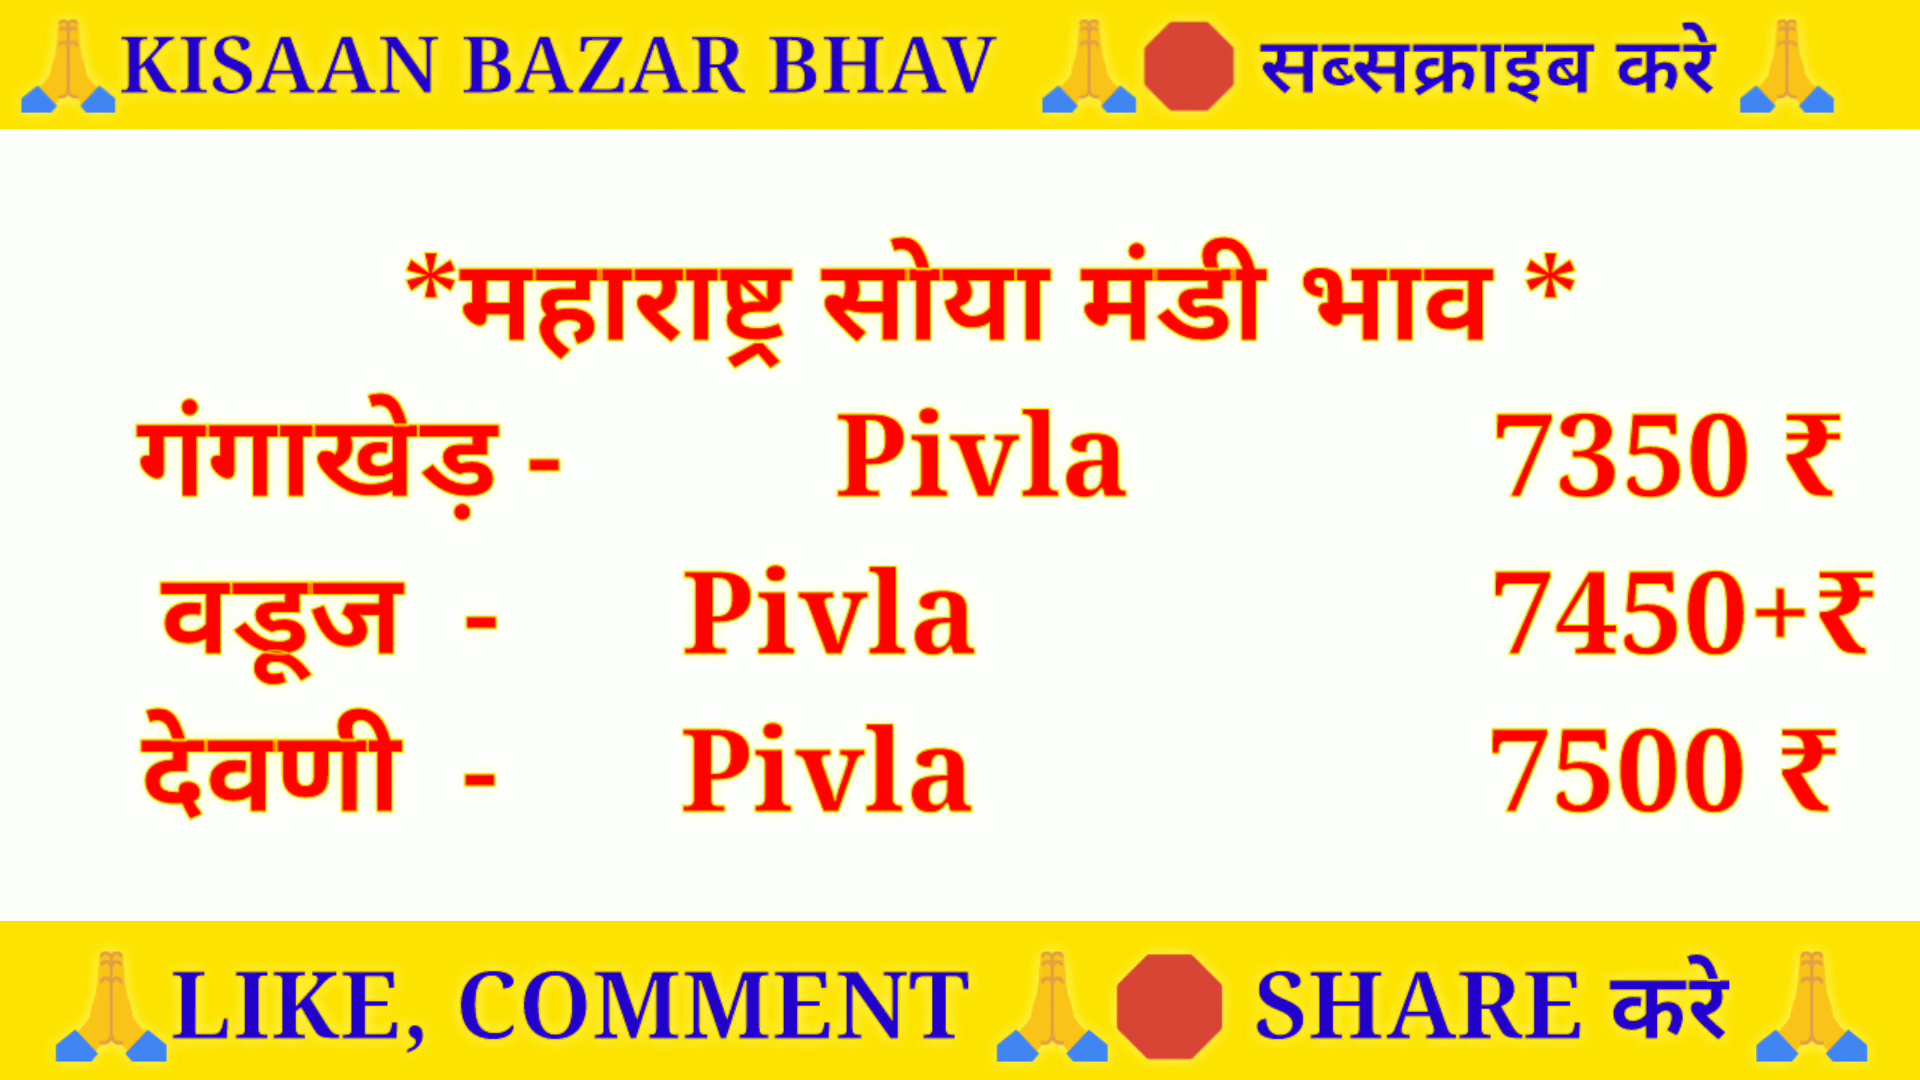 🙏KISAAN BAZAR BHAV 🙏🛑 सब्सक्राइब करे 🙏
*महाराष्ट्र सोया मंडी भाव *
गंगाखेड़ - Pivla 7350 ₹
वडूज - Pivla 7450+₹
देवणी - Pivla 7500 ₹
🙏LIKE, COMMENT 🙏🛑 SHARE करे 🙏